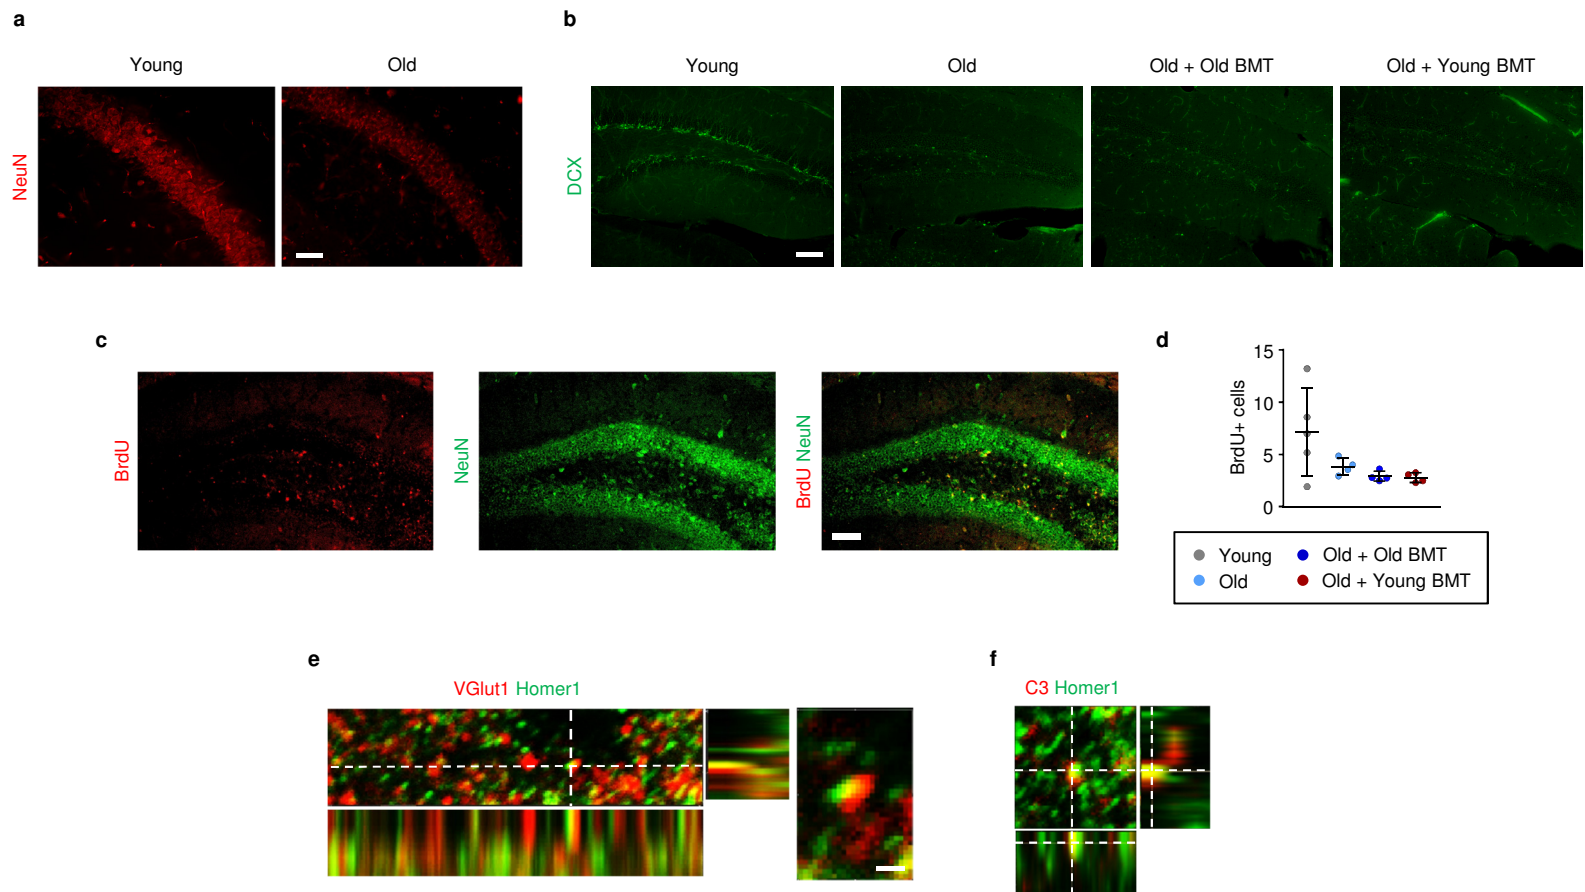 a
Young Old
NeuN
b
Young Old Old + Old BMT Old + Young BMT
DCX
c
BrdU
NeuN
BrdU NeuN
d
BrdU+ cells
15
10
5
0
Young
Old + Old BMT
Old
Old + Young BMT
e
VGlut1 Homer1
f
C3 Homer1